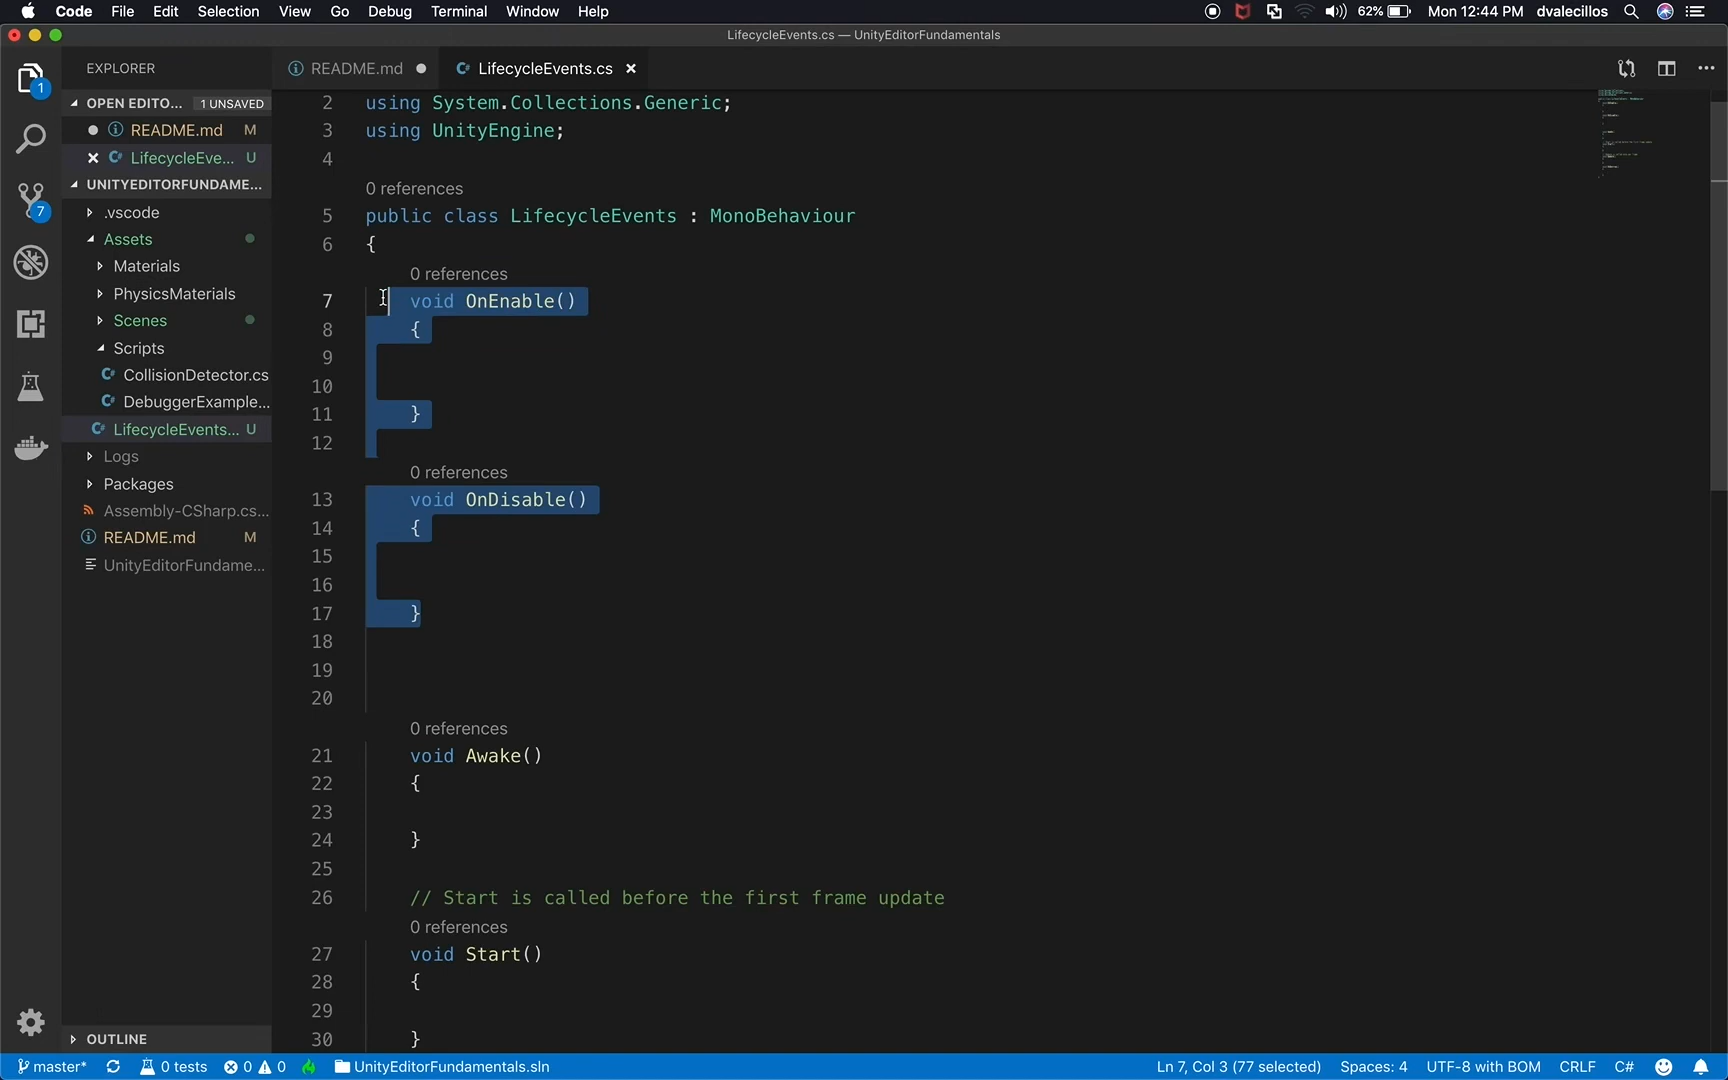 Code File Edit Selection View Go Debug Terminal Window Help 62% Mon 12:44 PM dvalecillos
LifecycleEvents.cs — UnityEditorFundamentals
EXPLORER
README.md LifecycleEvents.cs
OPEN EDITO... 1 UNSAVED
README.md M
LifecycleEve... U
UNITYEDITORFUNDAME...
.vscode
Assets
Materials
PhysicsMaterials
Scenes
Scripts
CollisionDetector.cs
DebuggerExample...
LifecycleEvents... U
Logs
Packages
Assembly-CSharp.cs...
README.md M
UnityEditorFundame...
OUTLINE
1
7
2 using System.Collections.Generic;
3 using UnityEngine;
4
0 references
5 public class LifecycleEvents : MonoBehaviour
6 {
0 references
7 void OnEnable()
8 {
9
10
11 }
12
0 references
13 void OnDisable()
14 {
15
16
17 }
18
19
20
0 references
21 void Awake()
22 {
23
24 }
25
26 // Start is called before the first frame update
0 references
27 void Start()
28 {
29
30 }
master* 0 tests 0 0 UnityEditorFundamentals.sln Ln 7, Col 3 (77 selected) Spaces: 4 UTF-8 with BOM CRLF C#